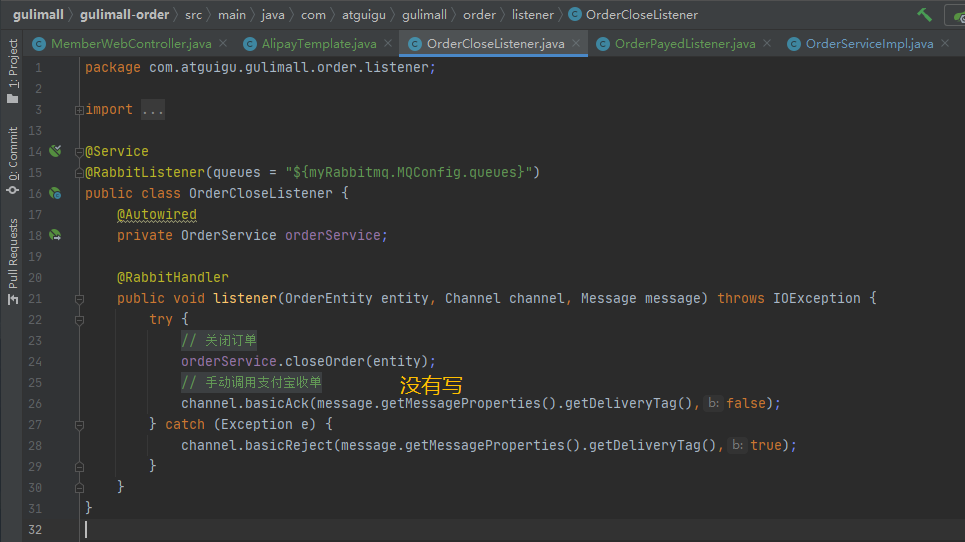 gulimall 〉 gulimall-order 〉 src 〉 main 〉 java 〉 com 〉 atguigu 〉 gulimall 〉 order 〉 listener 〉 OrderCloseListener
MemberWebController.java × AlipayTemplate.java × OrderCloseListener.java × OrderPayedListener.java × OrderServiceImpl.java ×
1: Project
0: Commit
Pull Requests
1 package com.atguigu.gulimall.order.listener;
2
3 import ...
13
14 @Service
15 @RabbitListener(queues = "${myRabbitmq.MQConfig.queues}")
16 public class OrderCloseListener {
17 @Autowired
18 private OrderService orderService;
19
20 @RabbitHandler
21 public void listener(OrderEntity entity, Channel channel, Message message) throws IOException {
22 try {
23 // 关闭订单
24 orderService.closeOrder(entity);
25 // 手动调用支付宝收单 没有写
26 channel.basicAck(message.getMessageProperties().getDeliveryTag(), b: false);
27 } catch (Exception e) {
28 channel.basicReject(message.getMessageProperties().getDeliveryTag(), b: true);
29 }
30 }
31 }
32